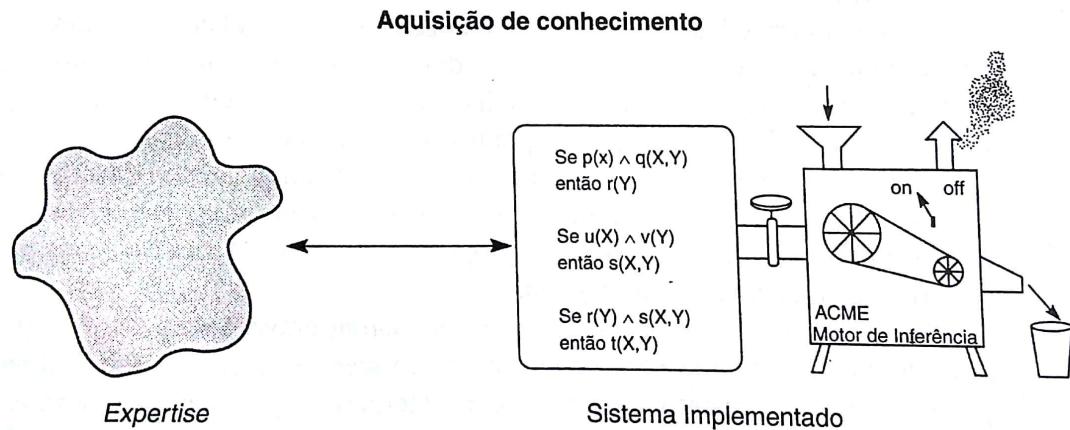 Aquisição de conhecimento
Se p(x) ∧ q(X,Y)
então r(Y)
Se u(X) ∧ v(Y)
então s(X,Y)
Se r(Y) ∧ s(X,Y)
então t(X,Y)
on off
ACME
Motor de Inferência
Expertise
Sistema Implementado